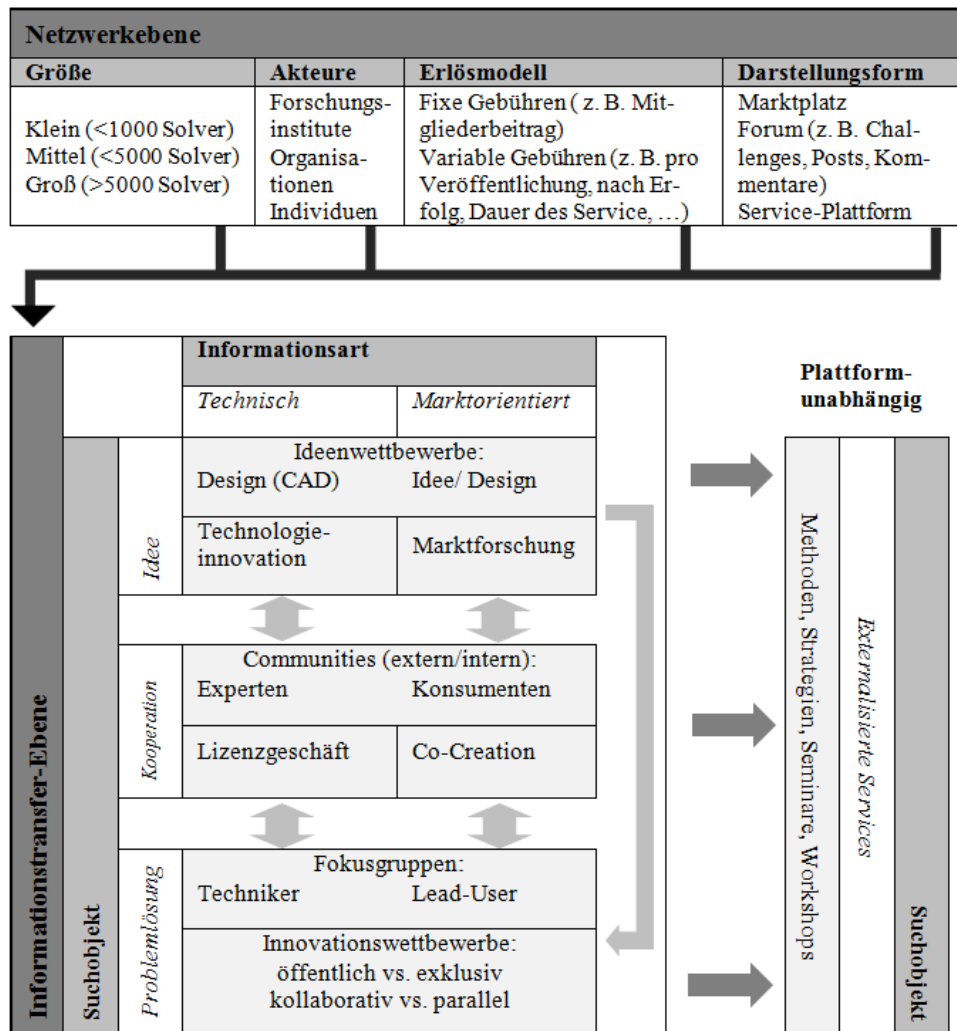 Netzwerkebene
Größe
Akteure
Erlösmodell
Darstellungsform
Klein (<1000 Solver)
Mittel (<5000 Solver)
Groß (>5000 Solver)
Forschungs-
institute
Organisa-
tionen
Individuen
Fixe Gebühren ( z. B. Mit-
gliederbeitrag)
Variable Gebühren (z. B. pro
Veröffentlichung, nach Er-
folg, Dauer des Service, …)
Marktplatz
Forum (z. B. Chal-
lenges, Posts, Kom-
mentare)
Service-Plattform
Informationstransfer-Ebene
Suchobjekt
Informationsart
Technisch
Marktorientiert
Idee
Ideenwettbewerbe:
Design (CAD)
Idee/ Design
Technologie-
innovation
Marktforschung
Kooperation
Communities (extern/intern):
Experten
Konsumenten
Lizenzgeschäft
Co-Creation
Problemlösung
Fokusgruppen:
Techniker
Lead-User
Innovationswettbewerbe:
öffentlich vs. exklusiv
kollaborativ vs. parallel
Plattform-
unabhängig
Methoden, Strategien, Seminare, Workshops
Externalisierte Services
Suchobjekt